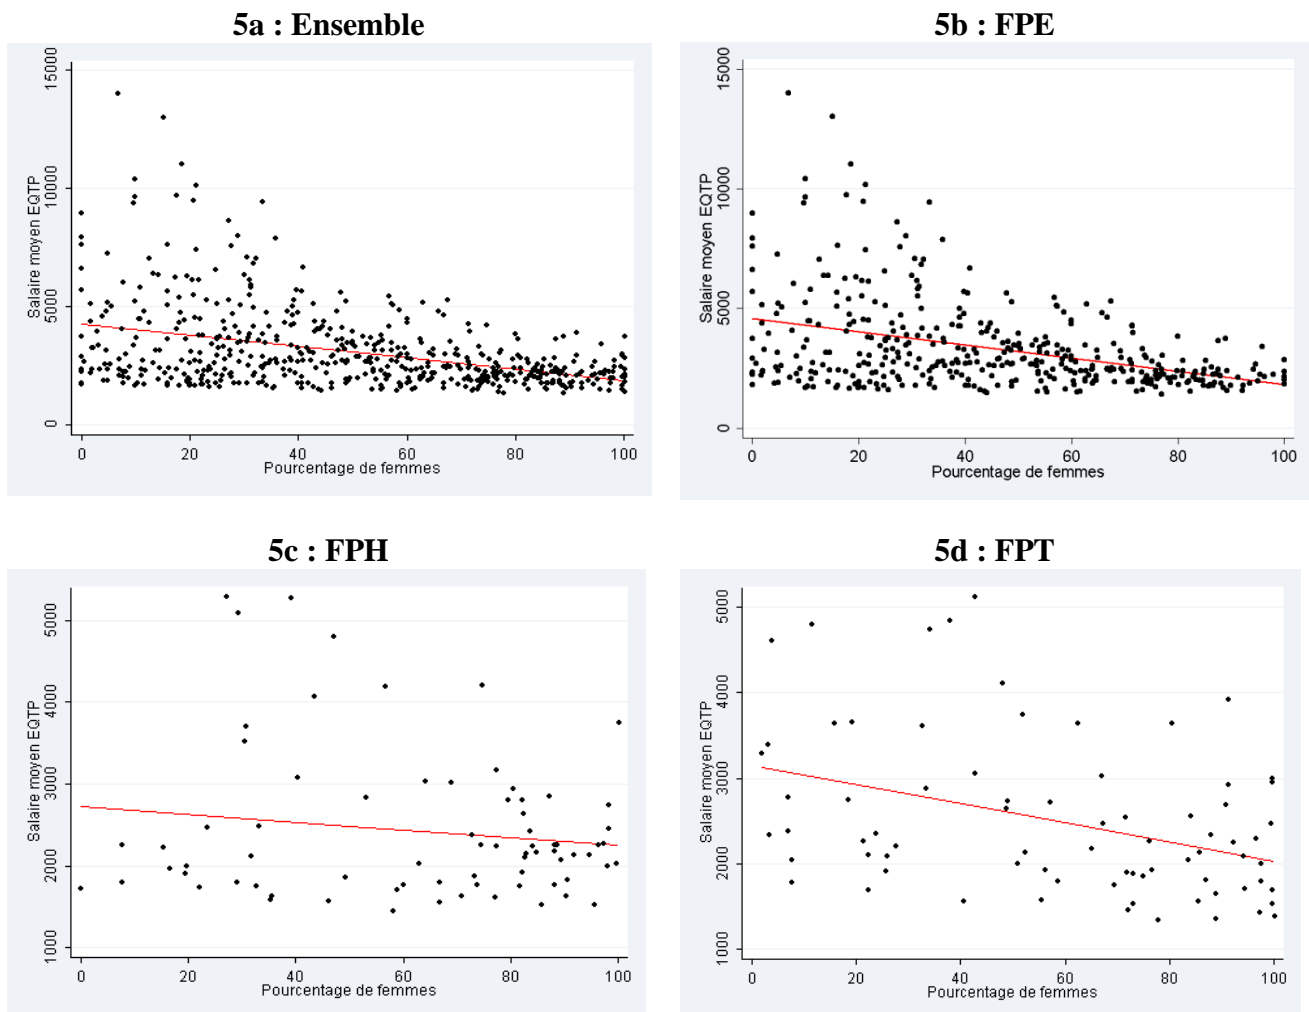 5a : Ensemble
15000
10000
5000
0
Salaire moyen EQTP
0 20 40 60 80 100
Pourcentage de femmes
5b : FPE
15000
10000
5000
0
Salaire moyen EQTP
0 20 40 60 80 100
Pourcentage de femmes
5c : FPH
5000
4000
3000
2000
1000
Salaire moyen EQTP
0 20 40 60 80 100
Pourcentage de femmes
5d : FPT
5000
4000
3000
2000
1000
Salaire moyen EQTP
0 20 40 60 80 100
Pourcentage de femmes